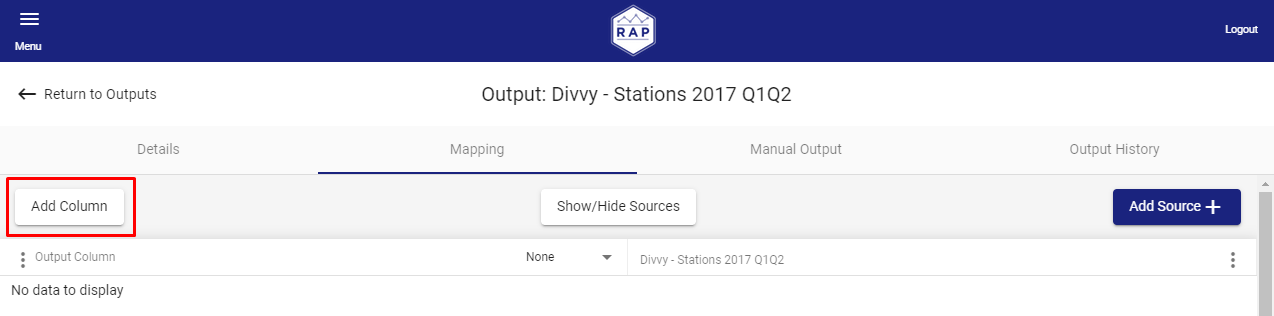 Menu
RAP
Logout
Return to Outputs
Output: Divvy - Stations 2017 Q1Q2
Details
Mapping
Manual Output
Output History
Add Column
Show/Hide Sources
Add Source
Output Column
None
Divvy - Stations 2017 Q1Q2
No data to display